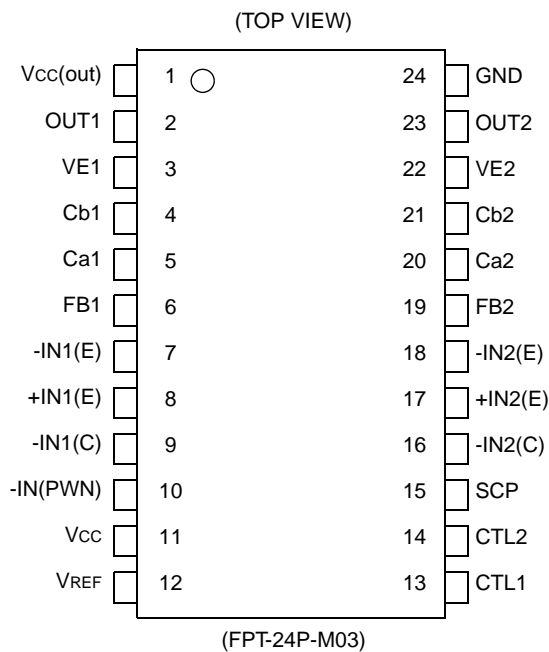 (TOP VIEW)
VCC(out) 1 24 GND
OUT1 2 23 OUT2
VE1 3 22 VE2
Cb1 4 21 Cb2
Ca1 5 20 Ca2
FB1 6 19 FB2
-IN1(E) 7 18 -IN2(E)
+IN1(E) 8 17 +IN2(E)
-IN1(C) 9 16 -IN2(C)
-IN(PWN) 10 15 SCP
VCC 11 14 CTL2
VREF 12 13 CTL1
(FPT-24P-M03)